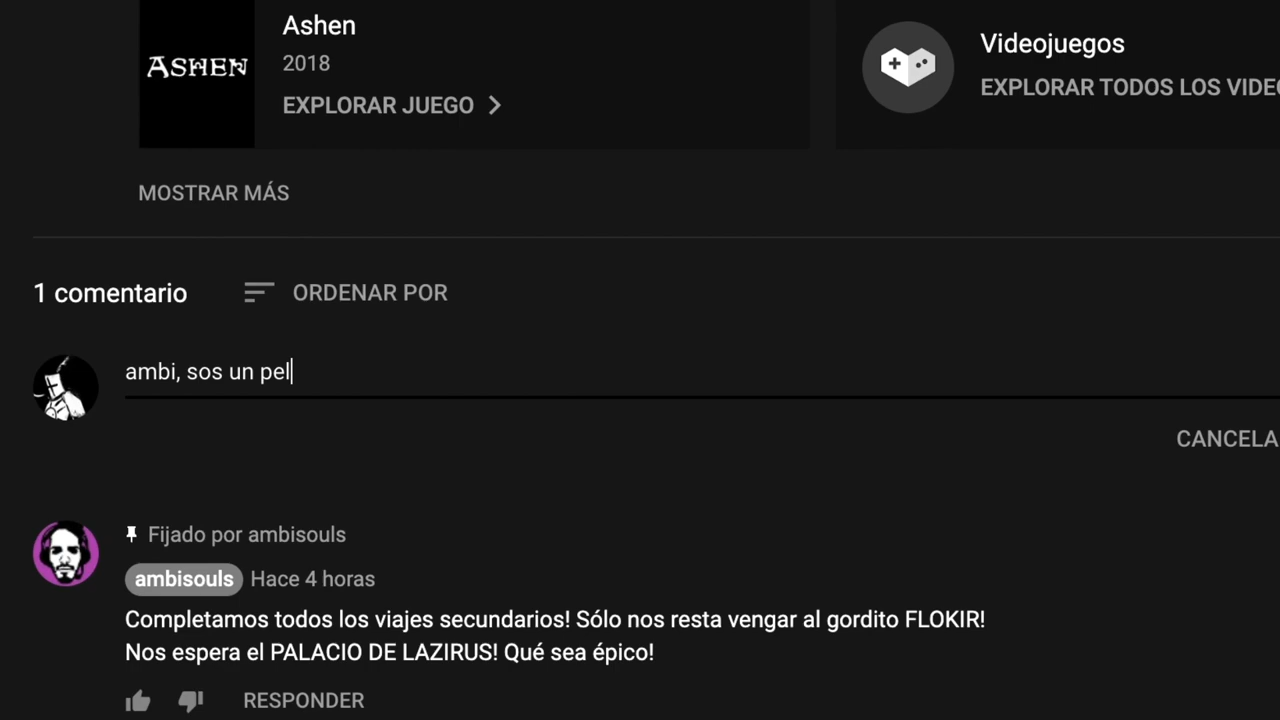 ASHEN
Ashen
2018
EXPLORAR JUEGO
Videojuegos
EXPLORAR TODOS LOS VIDE
MOSTRAR MÁS
1 comentario
ORDENAR POR
ambi, sos un pel
CANCELA
Fijado por ambisouls
ambisouls Hace 4 horas
Completamos todos los viajes secundarios! Sólo nos resta vengar al gordito FLOKIR!
Nos espera el PALACIO DE LAZIRUS! Qué sea épico!
RESPONDER